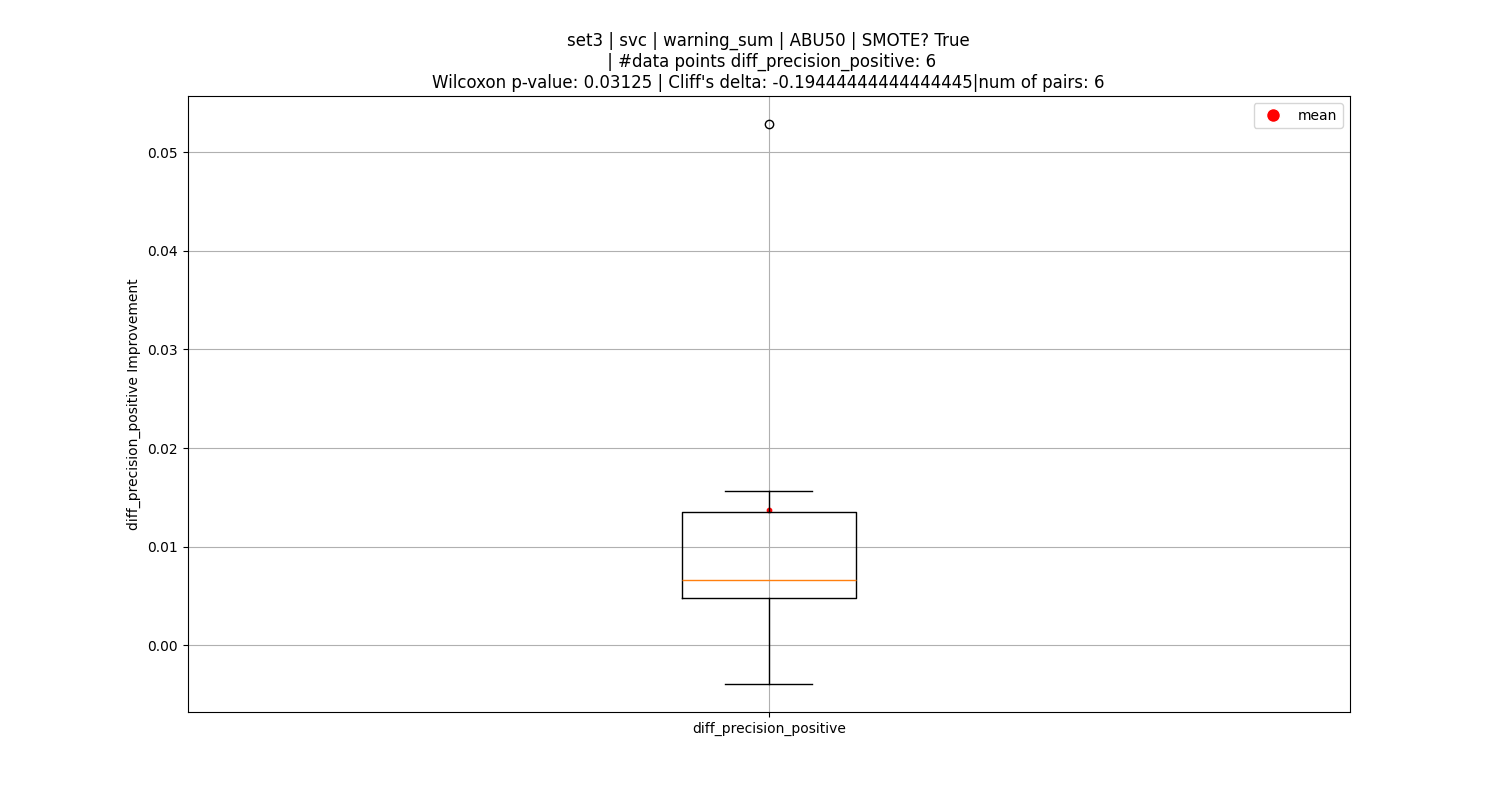 set3 | svc | warning_sum | ABU50 | SMOTE? True
| #data points diff_precision_positive: 6
Wilcoxon p-value: 0.03125 | Cliff's delta: -0.19444444444444445|num of pairs: 6
mean
0.05
0.04
0.03
0.02
0.01
0.00
diff_precision_positive Improvement
diff_precision_positive